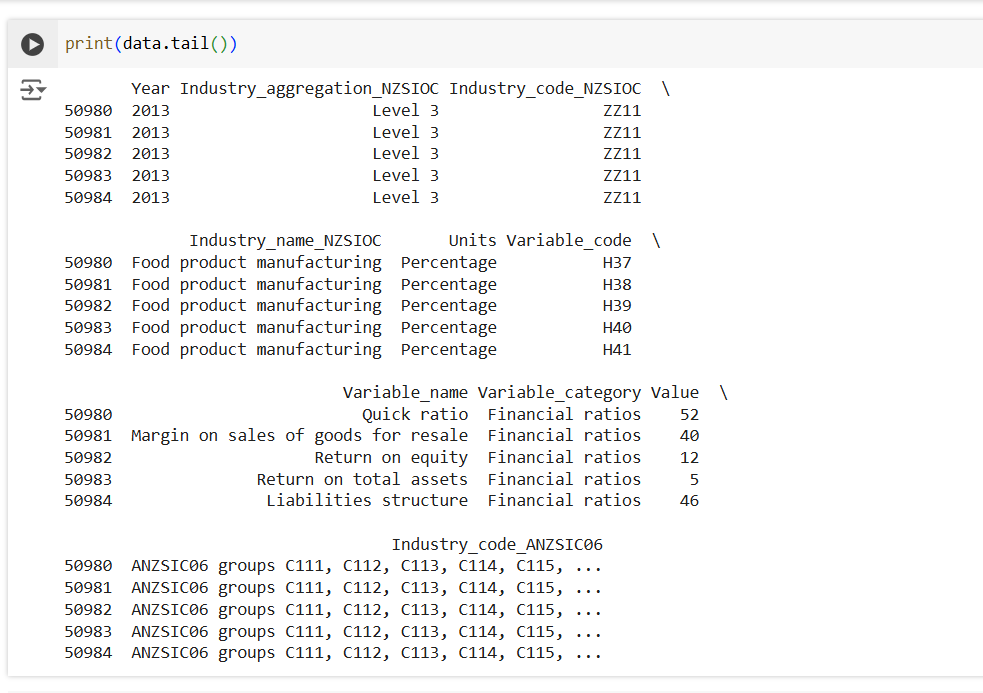 print(data.tail())
Year Industry_aggregation_NZSIOC Industry_code_NZSIOC \
50980 2013 Level 3 ZZ11
50981 2013 Level 3 ZZ11
50982 2013 Level 3 ZZ11
50983 2013 Level 3 ZZ11
50984 2013 Level 3 ZZ11
Industry_name_NZSIOC Units Variable_code \
50980 Food product manufacturing Percentage H37
50981 Food product manufacturing Percentage H38
50982 Food product manufacturing Percentage H39
50983 Food product manufacturing Percentage H40
50984 Food product manufacturing Percentage H41
Variable_name Variable_category Value \
50980 Quick ratio Financial ratios 52
50981 Margin on sales of goods for resale Financial ratios 40
50982 Return on equity Financial ratios 12
50983 Return on total assets Financial ratios 5
50984 Liabilities structure Financial ratios 46
Industry_code_ANZSIC06
50980 ANZSIC06 groups C111, C112, C113, C114, C115, ...
50981 ANZSIC06 groups C111, C112, C113, C114, C115, ...
50982 ANZSIC06 groups C111, C112, C113, C114, C115, ...
50983 ANZSIC06 groups C111, C112, C113, C114, C115, ...
50984 ANZSIC06 groups C111, C112, C113, C114, C115, ...